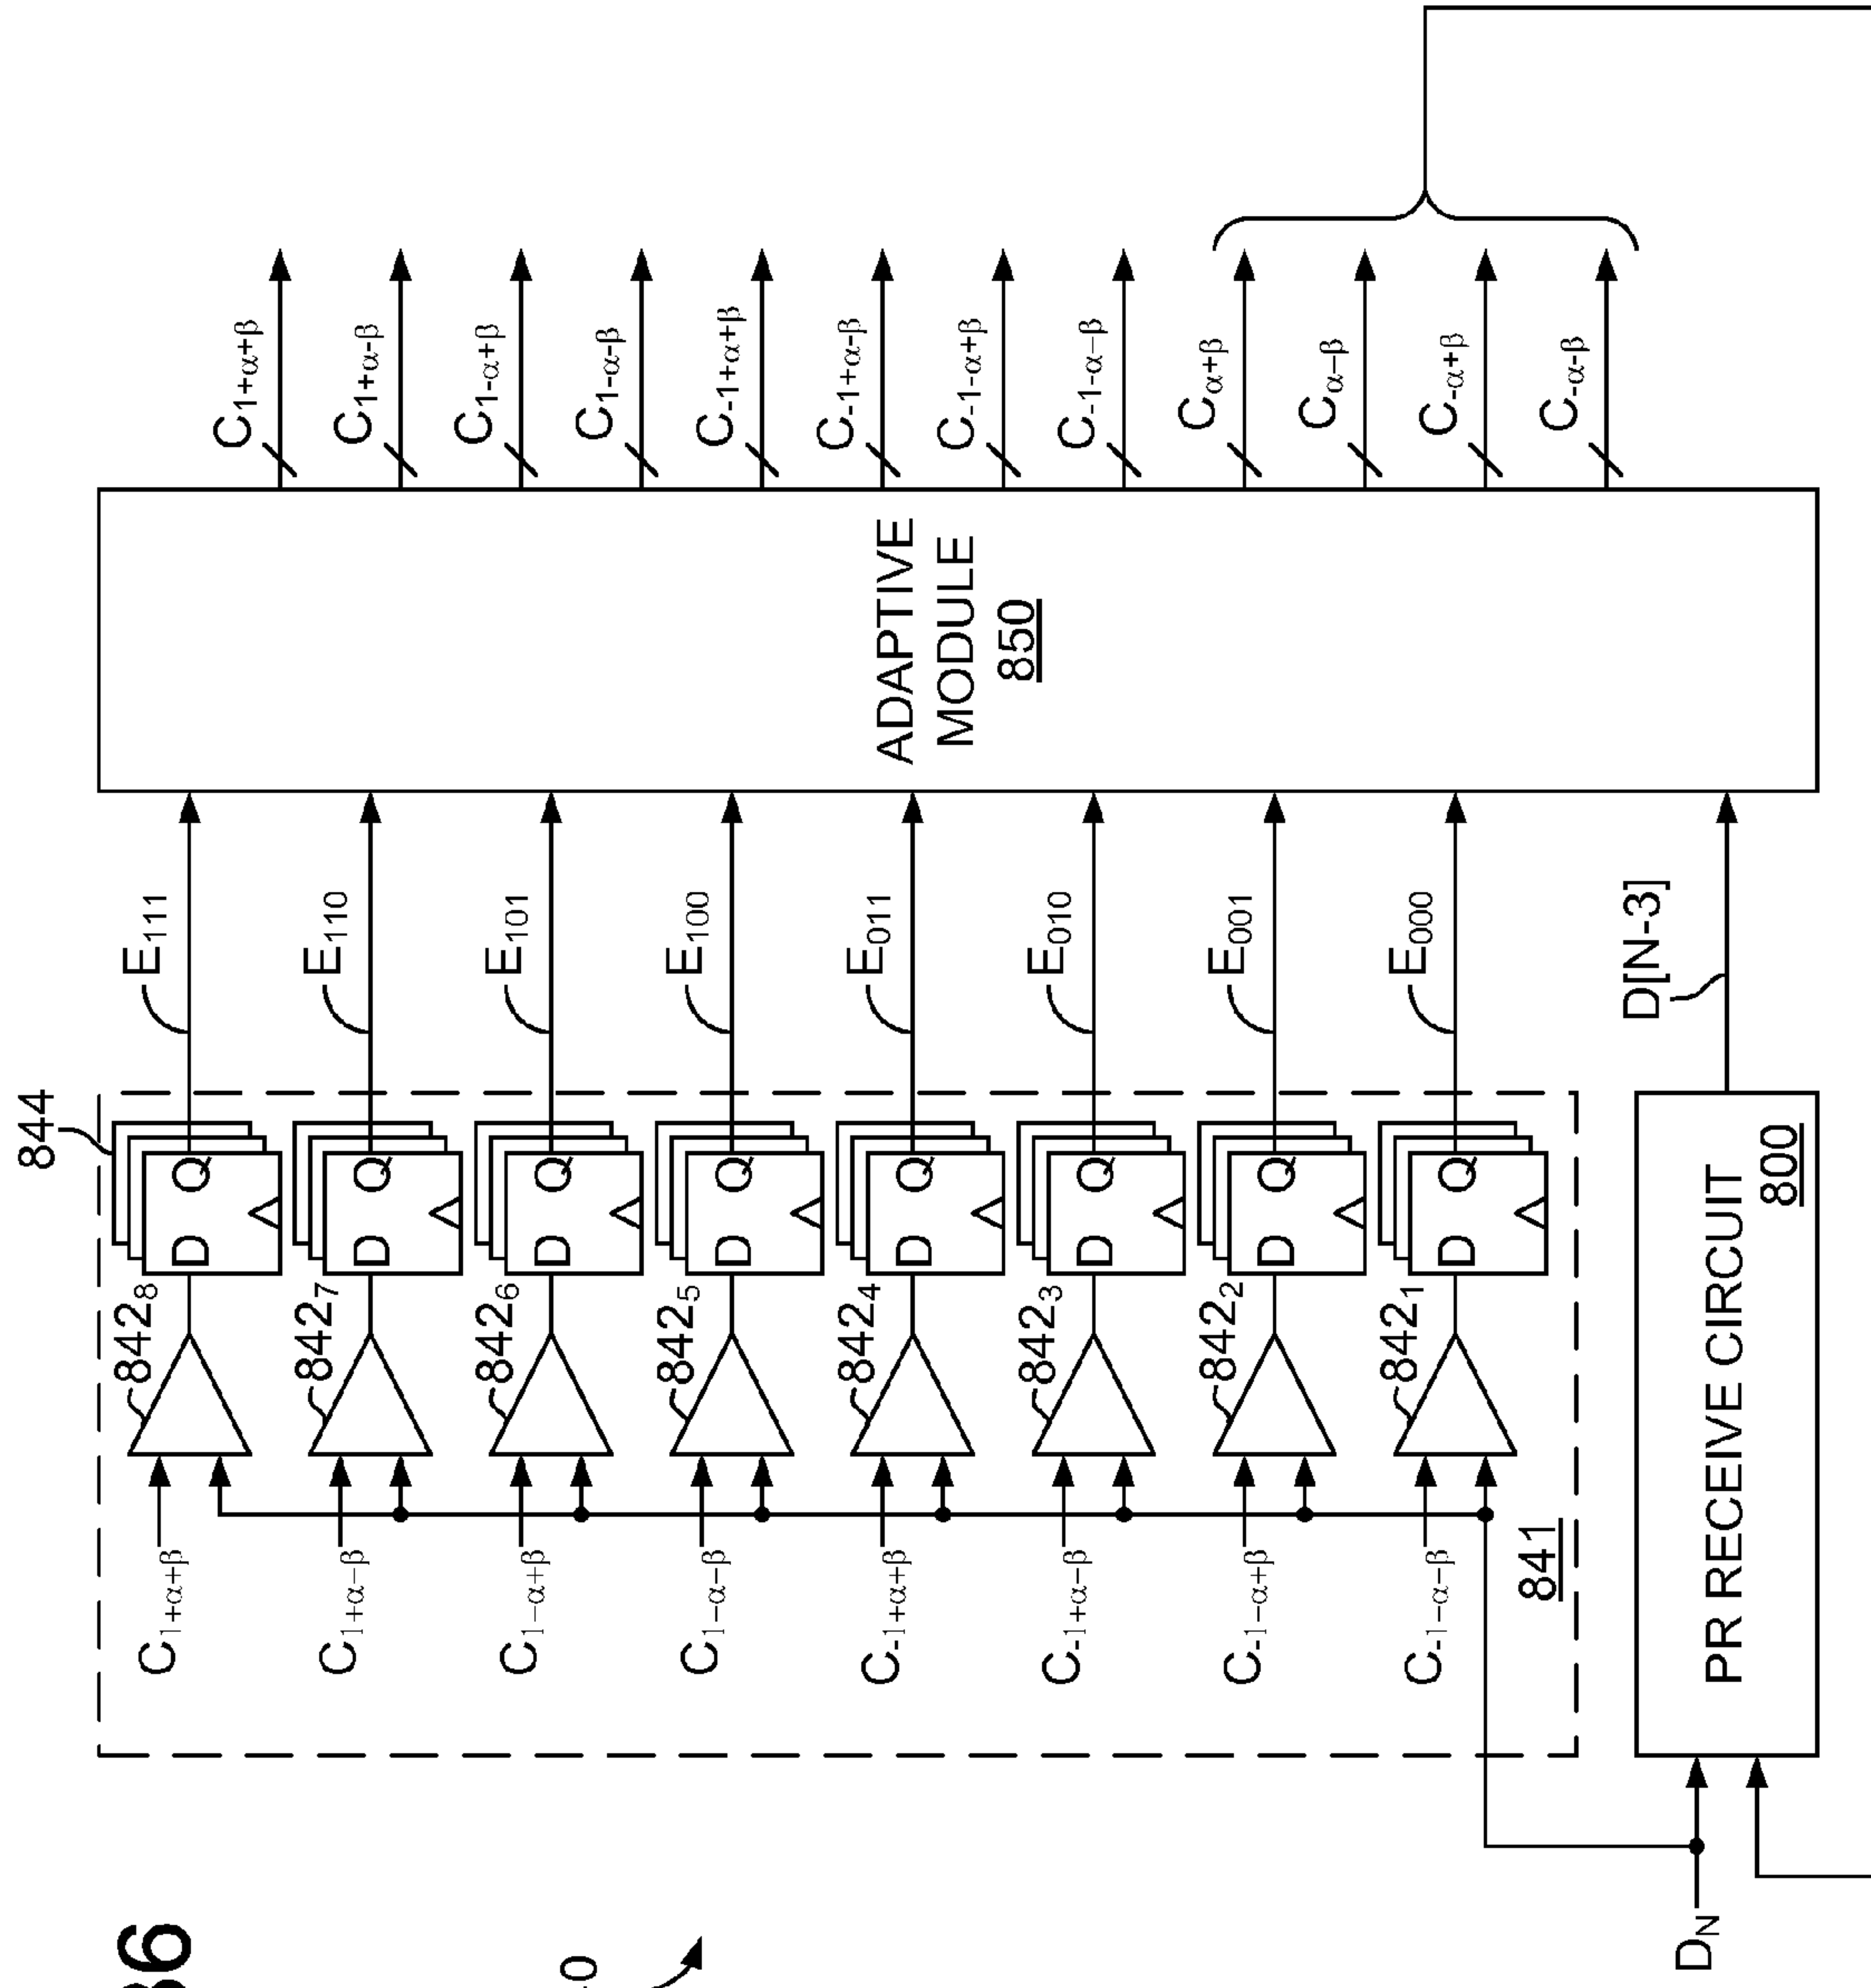 844
842₈
842₇
842₆
842₅
842₄
842₃
842₂
842₁
C₁₊α₊β
C₁₊α₋β
C₁₋α₊β
C₁₋α₋β
C₋₁₊α₊β
C₋₁₊α₋β
C₋₁₋α₊β
C₋₁₋α₋β
D Q
D Q
D Q
D Q
D Q
D Q
D Q
D Q
841
E₁₁₁
E₁₁₀
E₁₀₁
E₁₀₀
E₀₁₁
E₀₁₀
E₀₀₁
E₀₀₀
D[N-3]
D_N
PR RECEIVE CIRCUIT
800
ADAPTIVE
MODULE
850
C₁₊α₊β
C₁₊α₋β
C₁₋α₊β
C₁₋α₋β
C₋₁₊α₊β
C₋₁₊α₋β
C₋₁₋α₊β
C₋₁₋α₋β
Cα₊β
Cα₋β
C₋α₊β
C₋α₋β